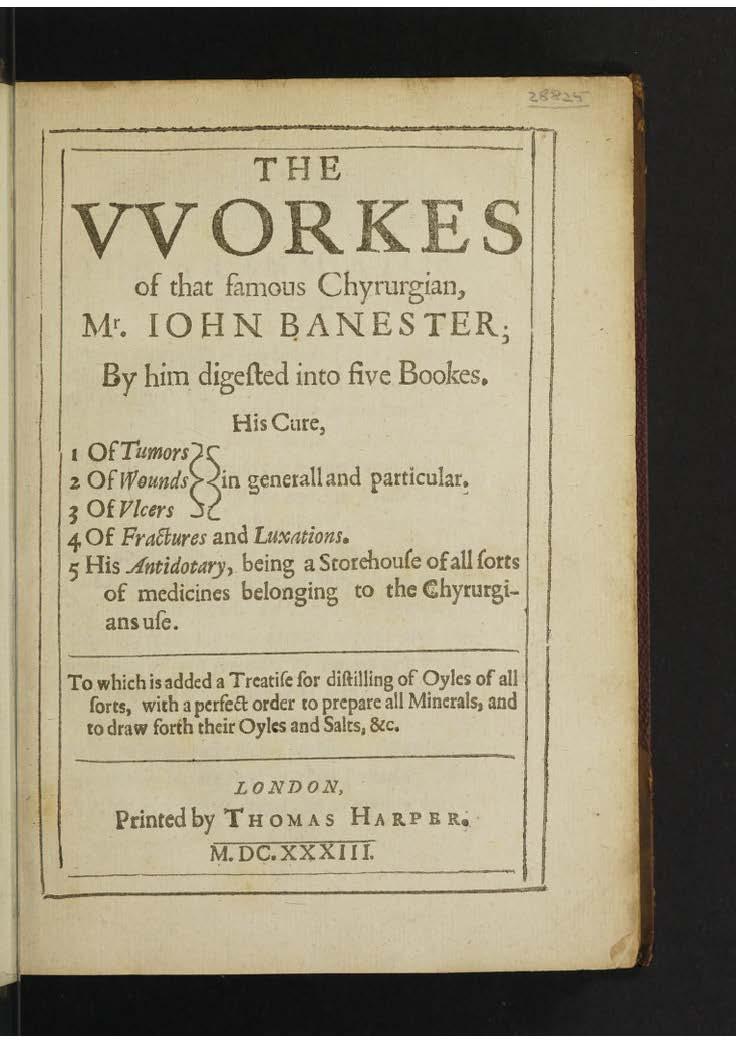 28825
THE
VVORKES
of that famous Chyrurgian,
Mr. IOHN BANESTER;
By him digeſted into five Bookes.
His Cure,
1 Of Tumors
2 Of Wounds } in generall and particular.
3 Of Vlcers
4 Of Fractures and Luxations.
5 His Antidotary, being a Storehouſe of all ſorts
of medicines belonging to the Chyrurgi-
ans uſe.
To which is added a Treatiſe for diſtilling of Oyles of all
ſorts, with a perfect order to prepare all Minerals, and
to draw forth their Oyles and Salts, &c.
LONDON,
Printed by THOMAS HARPER.
M. DC. XXXIII.